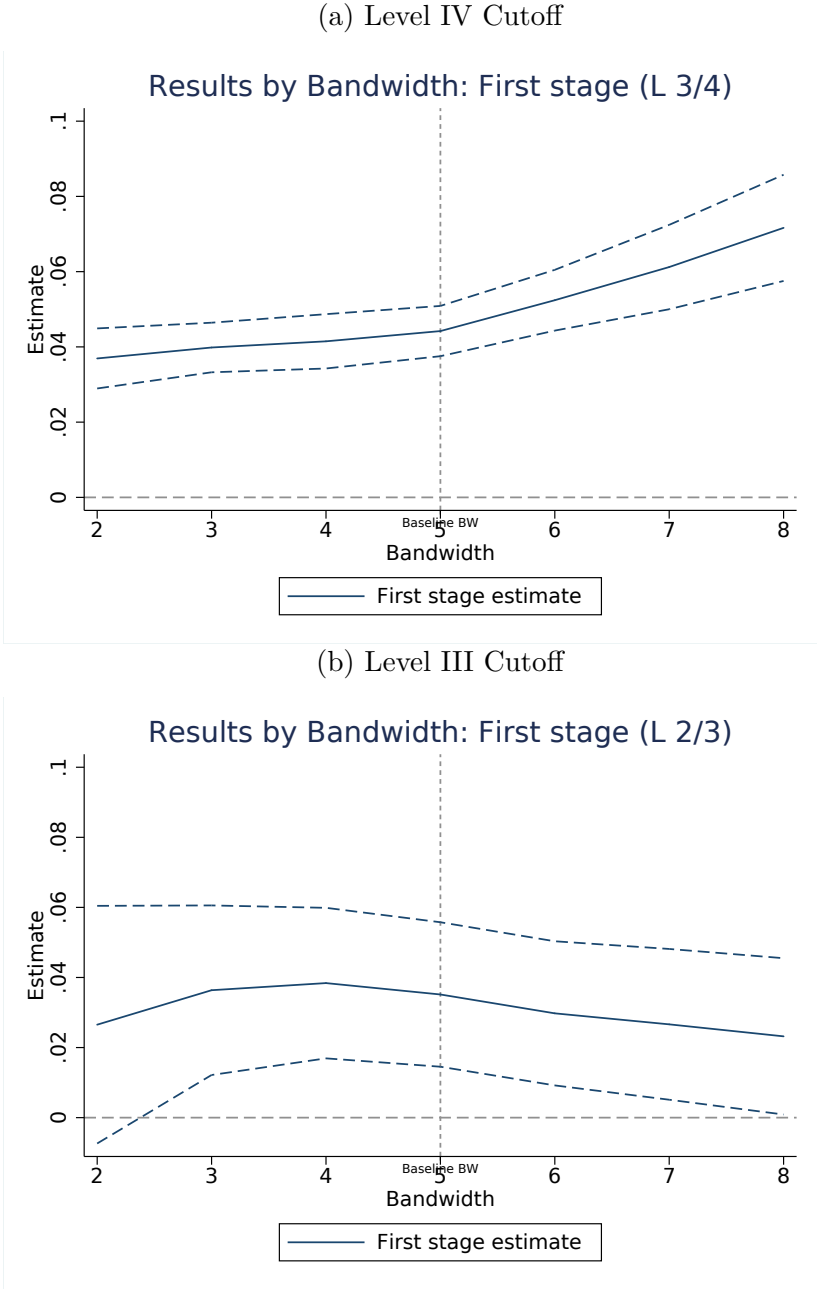 (a) Level IV Cutoff
Results by Bandwidth: First stage (L 3/4)
.1
.08
.06
.04
.02
0
Estimate
Baseline BW
2 3 4 5 6 7 8
Bandwidth
First stage estimate
(b) Level III Cutoff
Results by Bandwidth: First stage (L 2/3)
.1
.08
.06
.04
.02
0
Estimate
Baseline BW
2 3 4 5 6 7 8
Bandwidth
First stage estimate